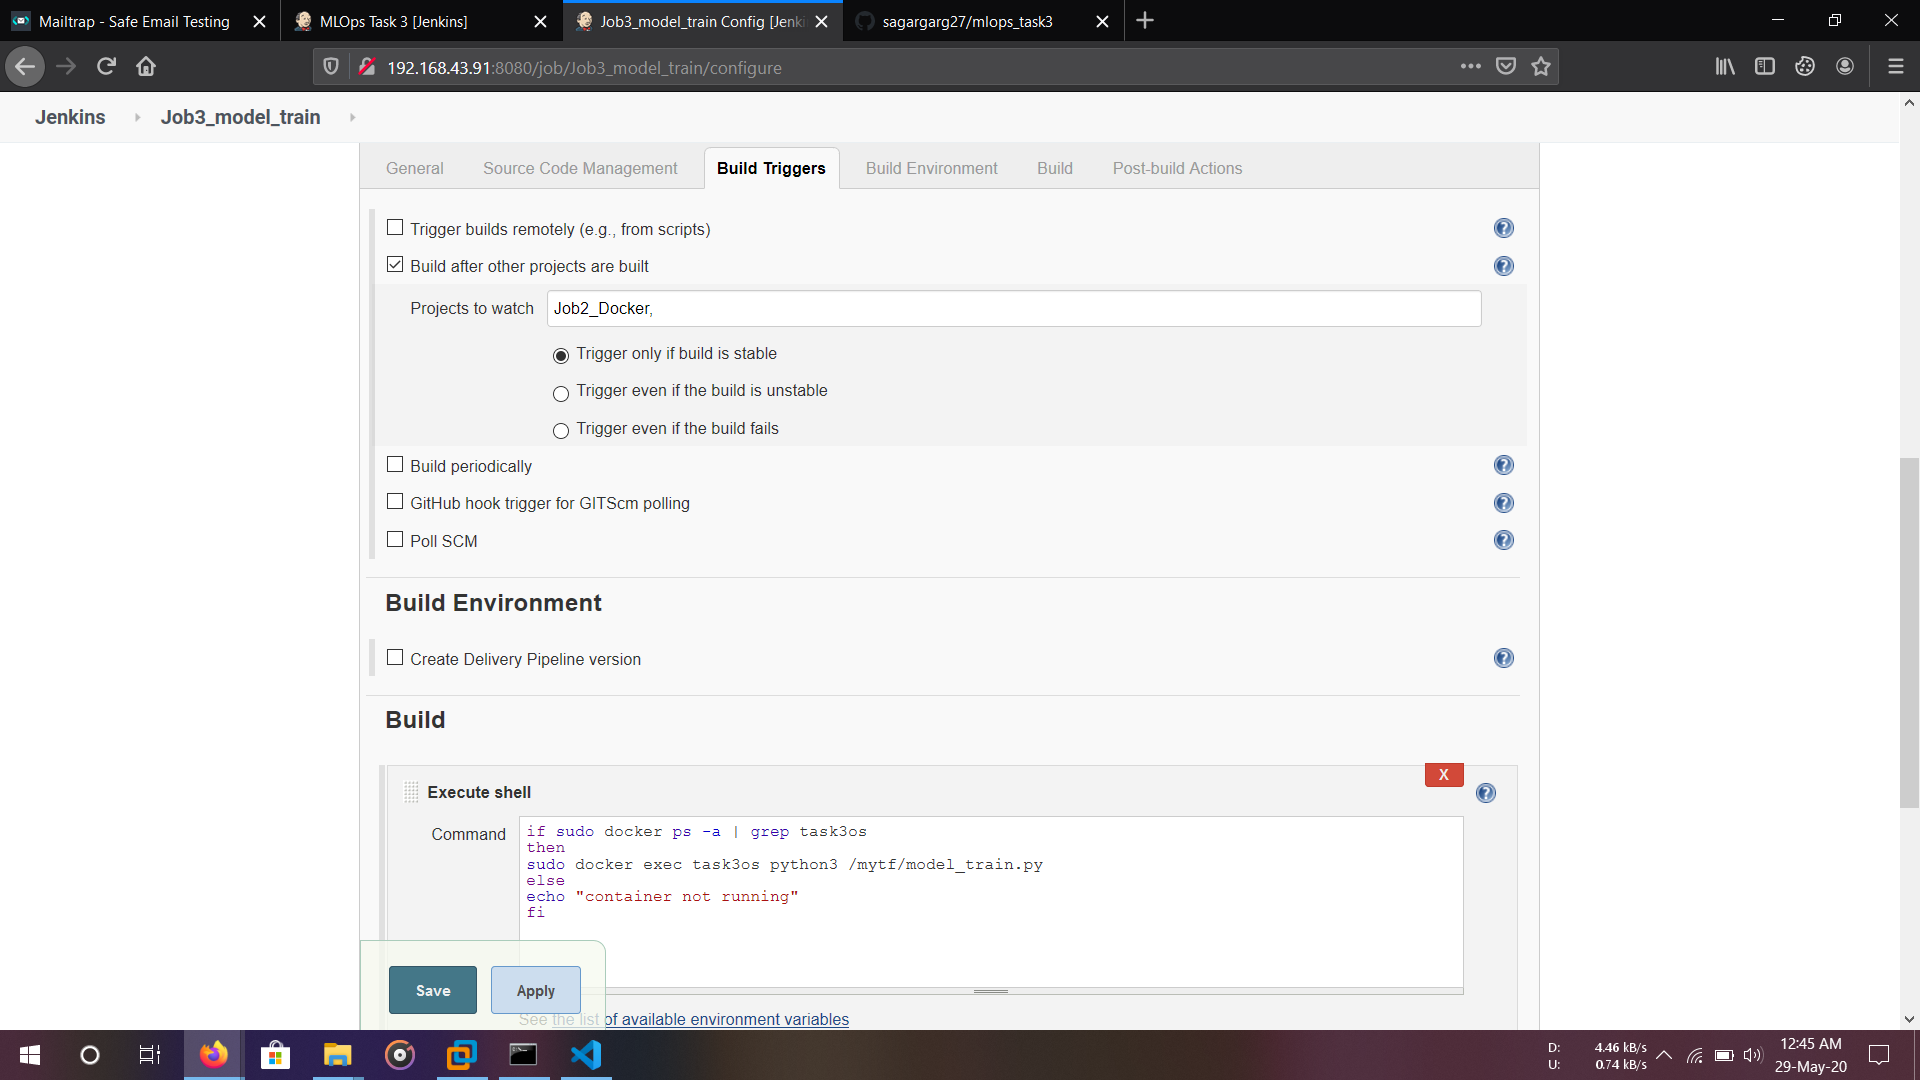 Mailtrap - Safe Email Testing
MLOps Task 3 [Jenkins]
Job3_model_train Config [Jenki
sagargarg27/mlops_task3
192.168.43.91:8080/job/Job3_model_train/configure
Jenkins
Job3_model_train
General
Source Code Management
Build Triggers
Build Environment
Build
Post-build Actions
Trigger builds remotely (e.g., from scripts)
Build after other projects are built
Projects to watch
Job2_Docker,
Trigger only if build is stable
Trigger even if the build is unstable
Trigger even if the build fails
Build periodically
GitHub hook trigger for GITScm polling
Poll SCM
Build Environment
Create Delivery Pipeline version
Build
X
Execute shell
Command
if sudo docker ps -a | grep task3os
then
sudo docker exec task3os python3 /mytf/model_train.py
else
echo "container not running"
fi
Save
Apply
See the list of available environment variables
D: 4.46 kB/s
U: 0.74 kB/s
12:45 AM
29-May-20